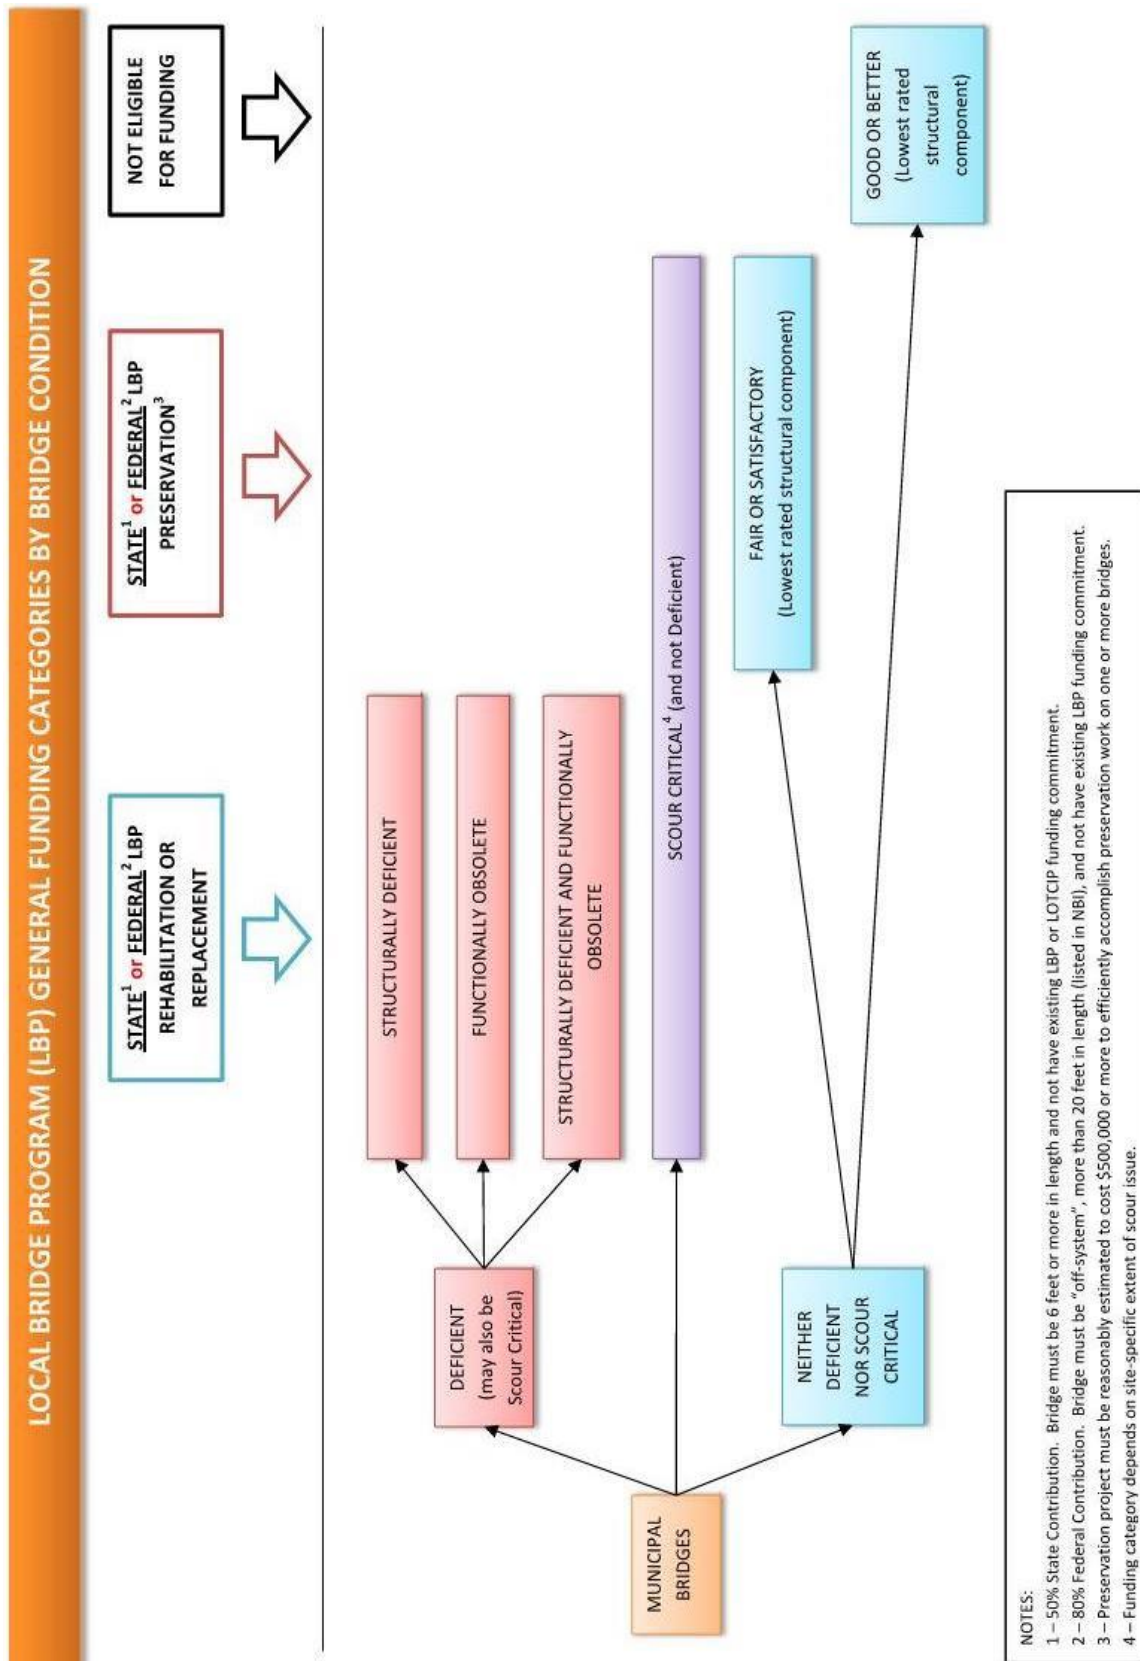 LOCAL BRIDGE PROGRAM (LBP) GENERAL FUNDING CATEGORIES BY BRIDGE CONDITION
STATE¹ or FEDERAL² LBP
REHABILITATION OR
REPLACEMENT
STATE¹ or FEDERAL² LBP
PRESERVATION³
NOT ELIGIBLE
FOR FUNDING
MUNICIPAL
BRIDGES
DEFICIENT
(may also be
Scour Critical)
STRUCTURALLY DEFICIENT
FUNCTIONALLY OBSOLETE
STRUCTURALLY DEFICIENT AND FUNCTIONALLY
OBSOLETE
SCOUR CRITICAL⁴ (and not Deficient)
NEITHER
DEFICIENT
NOR SCOUR
CRITICAL
FAIR OR SATISFACTORY
(Lowest rated structural component)
GOOD OR BETTER
(Lowest rated
structural
component)
NOTES:
1 – 50% State Contribution. Bridge must be 6 feet or more in length and not have existing LBP or LOTCIP funding commitment.
2 – 80% Federal Contribution. Bridge must be “off-system”, more than 20 feet in length (listed in NBI), and not have existing LBP funding commitment.
3 – Preservation project must be reasonably estimated to cost $500,000 or more to efficiently accomplish preservation work on one or more bridges.
4 – Funding category depends on site-specific extent of scour issue.